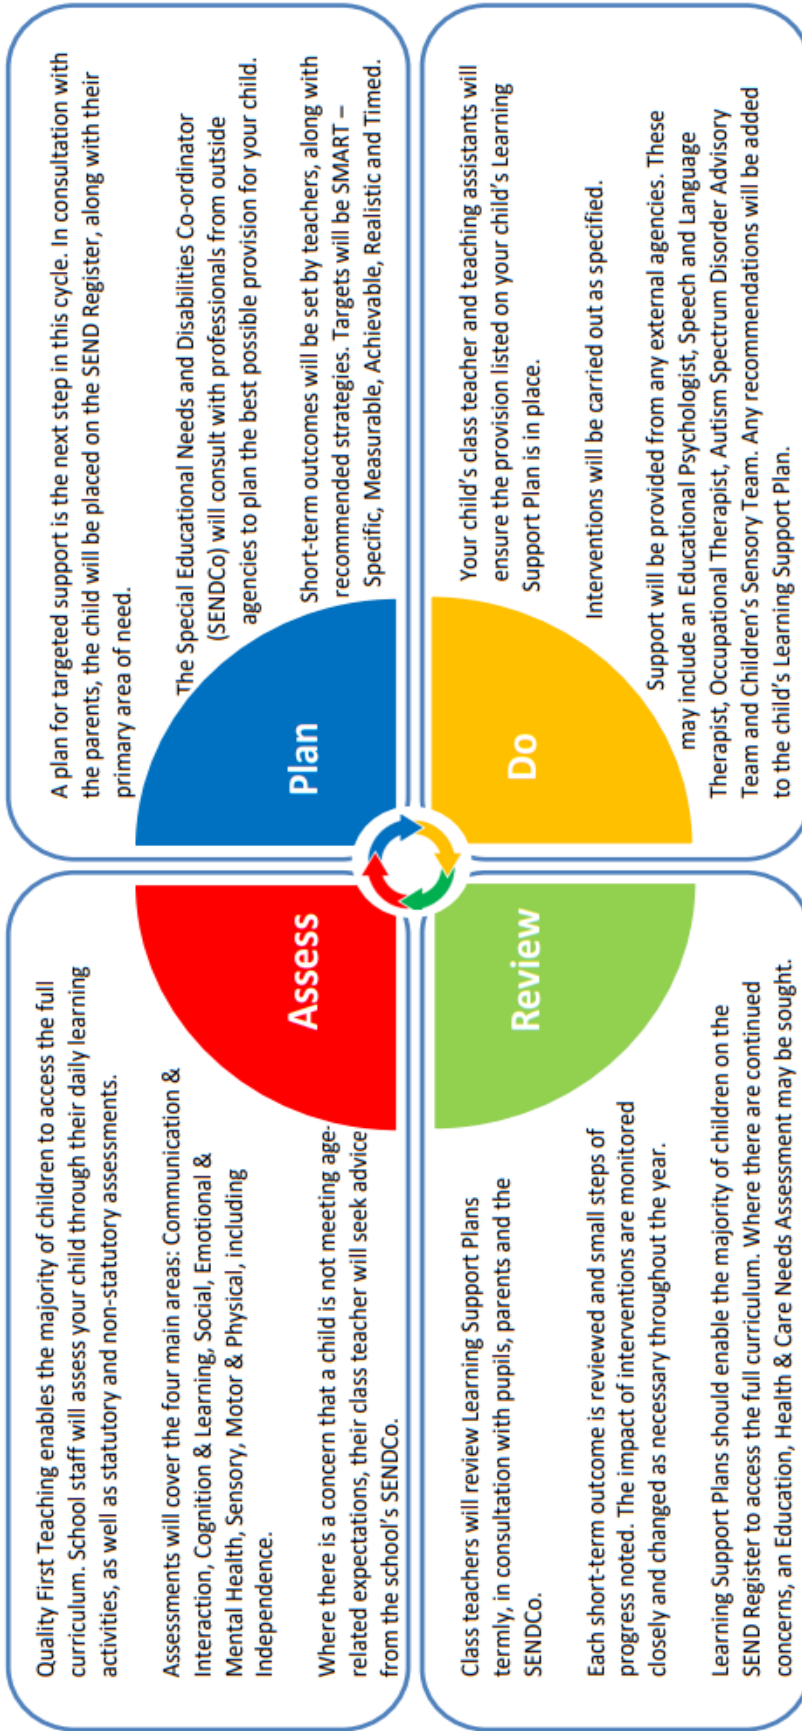 Quality First Teaching enables the majority of children to access the full
curriculum. School staff will assess your child through their daily learning
activities, as well as statutory and non-statutory assessments.
Assessments will cover the four main areas: Communication &
Interaction, Cognition & Learning, Social, Emotional &
Mental Health, Sensory, Motor & Physical, including
Independence.
Where there is a concern that a child is not meeting age-
related expectations, their class teacher will seek advice
from the school's SENDCo.
Assess
A plan for targeted support is the next step in this cycle. In consultation with
the parents, the child will be placed on the SEND Register, along with their
primary area of need.
The Special Educational Needs and Disabilities Co-ordinator
(SENDCo) will consult with professionals from outside
agencies to plan the best possible provision for your child.
Short-term outcomes will be set by teachers, along with
recommended strategies. Targets will be SMART –
Specific, Measurable, Achievable, Realistic and Timed.
Plan
Class teachers will review Learning Support Plans
termly, in consultation with pupils, parents and the
SENDCo.
Each short-term outcome is reviewed and small steps of
progress noted. The impact of interventions are monitored
closely and changed as necessary throughout the year.
Learning Support Plans should enable the majority of children on the
SEND Register to access the full curriculum. Where there are continued
concerns, an Education, Health & Care Needs Assessment may be sought.
Review
Your child's class teacher and teaching assistants will
ensure the provision listed on your child's Learning
Support Plan is in place.
Interventions will be carried out as specified.
Support will be provided from any external agencies. These
may include an Educational Psychologist, Speech and Language
Therapist, Occupational Therapist, Autism Spectrum Disorder Advisory
Team and Children's Sensory Team. Any recommendations will be added
to the child's Learning Support Plan.
Do